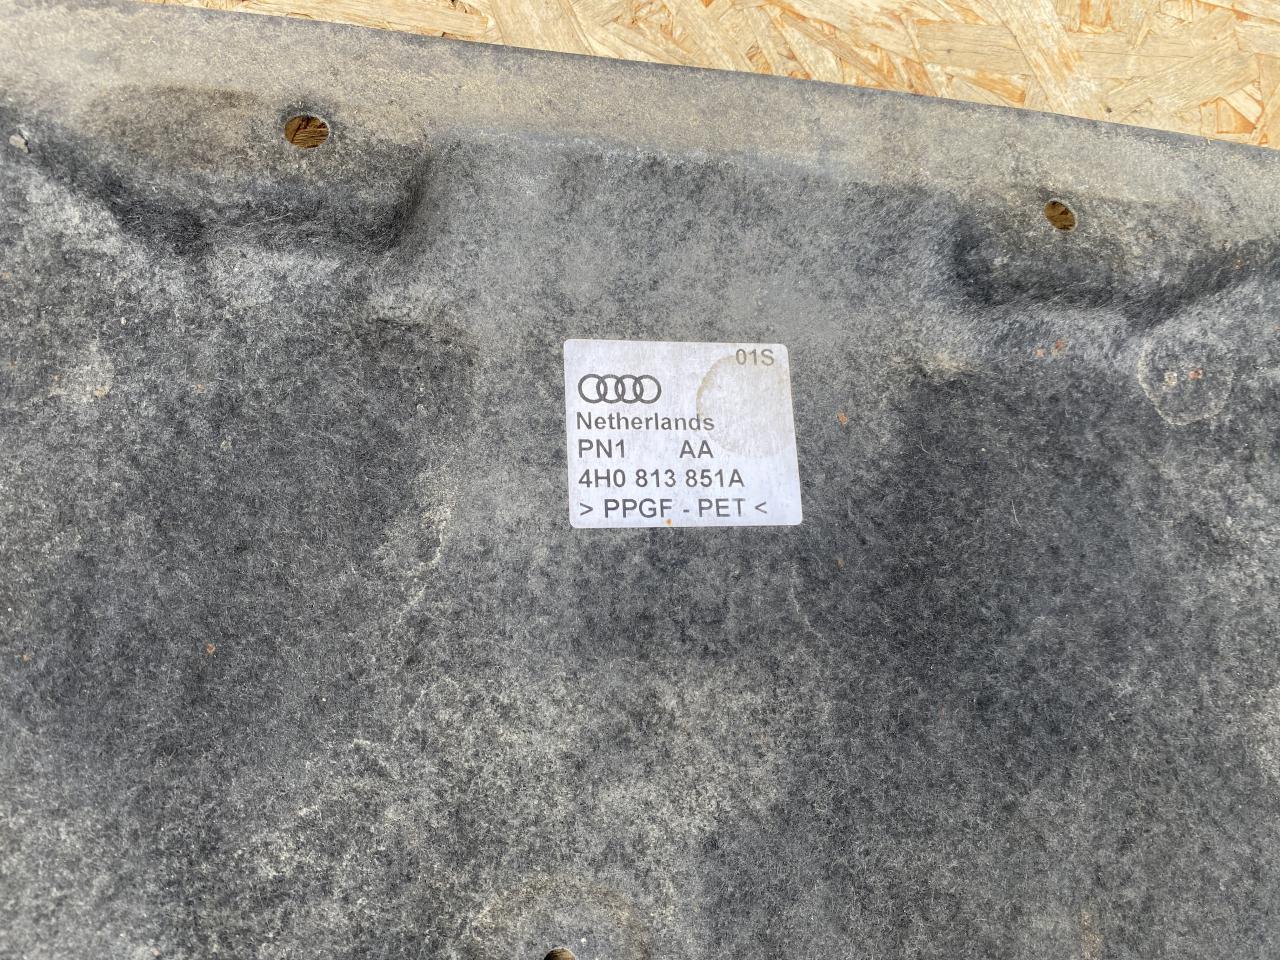 01S
Netherlands
PN1 AA
4H0 813 851A
> PPGF - PET <